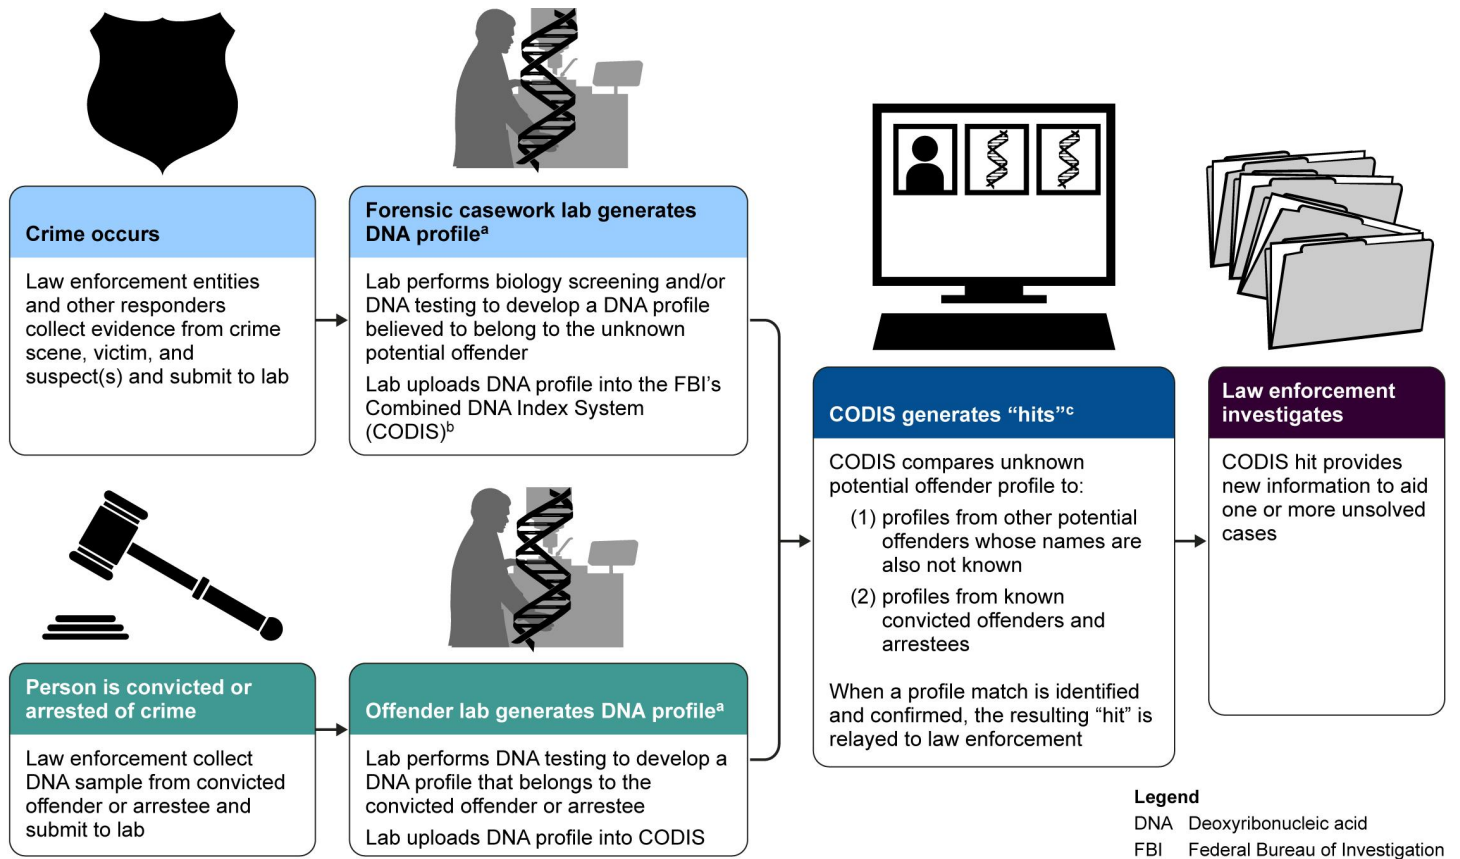 Crime occurs
Law enforcement entities
and other responders
collect evidence from crime
scene, victim, and
suspect(s) and submit to lab
Forensic casework lab generates
DNA profileᵃ
Lab performs biology screening and/or
DNA testing to develop a DNA profile
believed to belong to the unknown
potential offender
Lab uploads DNA profile into the FBI’s
Combined DNA Index System
(CODIS)ᵇ
Person is convicted or
arrested of crime
Law enforcement collect
DNA sample from convicted
offender or arrestee and
submit to lab
Offender lab generates DNA profileᵃ
Lab performs DNA testing to develop a
DNA profile that belongs to the
convicted offender or arrestee
Lab uploads DNA profile into CODIS
CODIS generates “hits”ᶜ
CODIS compares unknown
potential offender profile to:
(1) profiles from other potential
offenders whose names are
also not known
(2) profiles from known
convicted offenders and
arrestees
When a profile match is identified
and confirmed, the resulting “hit” is
relayed to law enforcement
Law enforcement
investigates
CODIS hit provides
new information to aid
one or more unsolved
cases
Legend
DNA Deoxyribonucleic acid
FBI Federal Bureau of Investigation